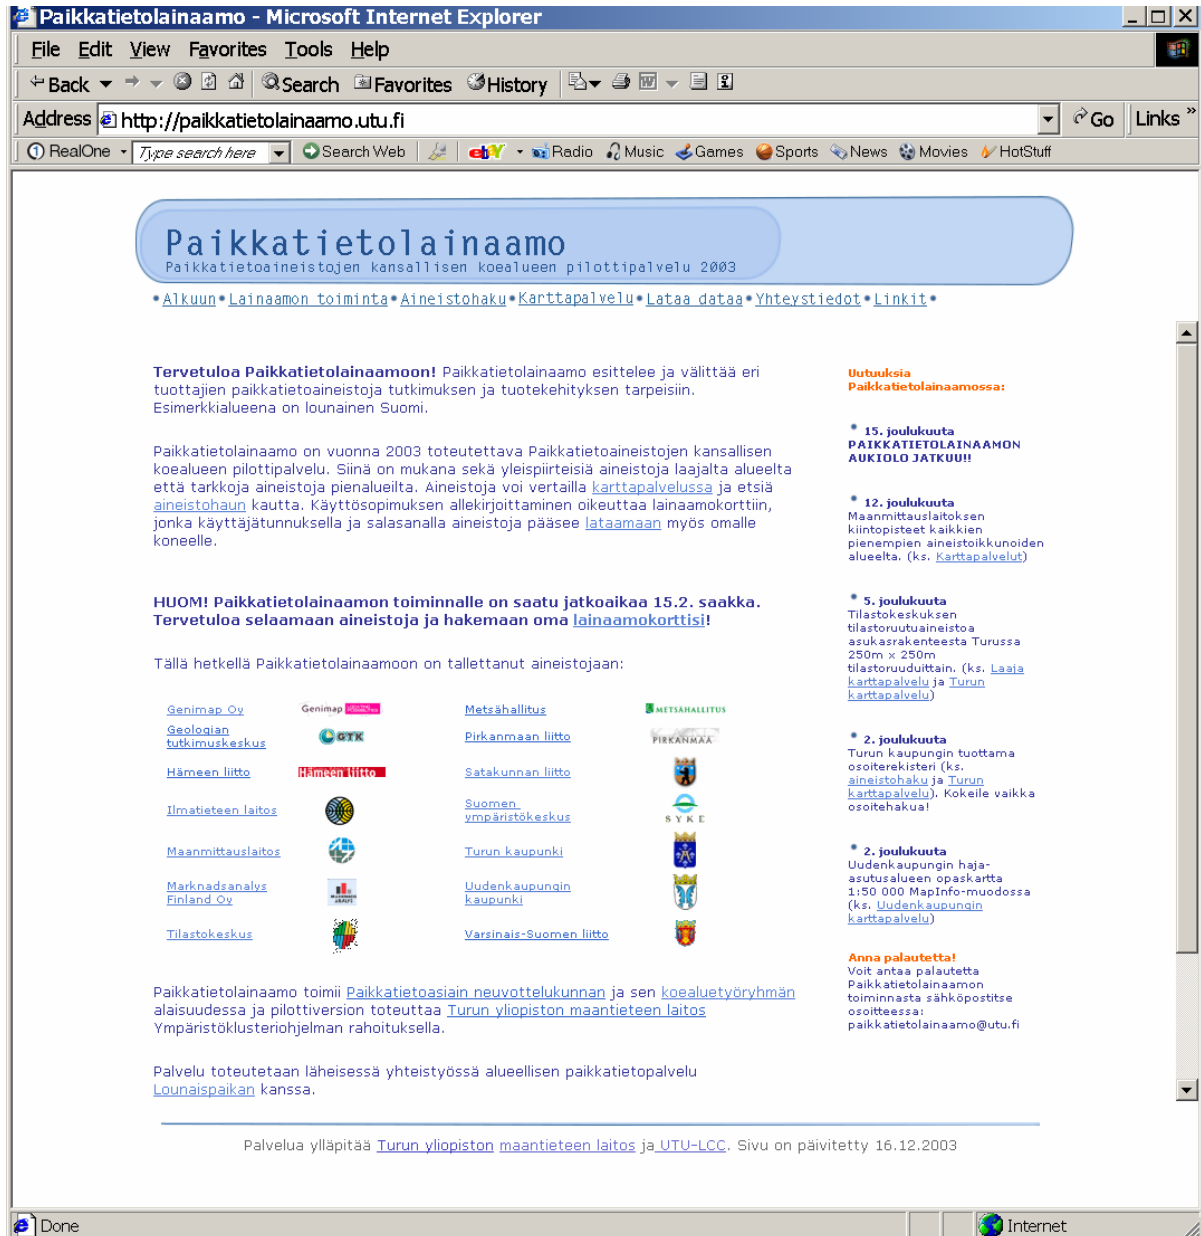 Paikkatietolainaamo - Microsoft Internet Explorer
File Edit View Favorites Tools Help
Back Search Favorites History
Address http://paikkatietolainaamo.utu.fi Go Links »
RealOne Type search here Search Web ebY Radio Music Games Sports News Movies HotStuff
Paikkatietolainaamo
Paikkatietoaineistojen kansallisen koealueen pilottipalvelu 2003
• Alkuun • Lainaamon toiminta • Aineistohaku • Karttapalvelu • Lataa dataa • Yhteystiedot • Linkit •
Tervetuloa Paikkatietolainaamoon! Paikkatietolainaamo esittelee ja välittää eri
tuottajien paikkatietoaineistoja tutkimuksen ja tuotekehityksen tarpeisiin.
Esimerkkialueena on lounainen Suomi.
Paikkatietolainaamo on vuonna 2003 toteutettava Paikkatietoaineistojen kansallisen
koealueen pilottipalvelu. Siinä on mukana sekä yleispiirteisiä aineistoja laajalta alueelta
että tarkkoja aineistoja pienalueilta. Aineistoja voi vertailla karttapalvelussa ja etsiä
aineistohaun kautta. Käyttösopimuksen allekirjoittaminen oikeuttaa lainaamokorttiin,
jonka käyttäjätunnuksella ja salasanalla aineistoja pääsee lataamaan myös omalle
koneelle.
HUOM! Paikkatietolainaamon toiminnalle on saatu jatkoaikaa 15.2. saakka.
Tervetuloa selaamaan aineistoja ja hakemaan oma lainaamokorttisi!
Tällä hetkellä Paikkatietolainaamoon on tallettanut aineistojaan:
Genimap Oy Genimap Metsähallitus METSÄHALLITUS
Geologian
tutkimuskeskus GTK Pirkanmaan liitto PIRKANMAA
Hämeen liitto Hämeen liitto Satakunnan liitto
Ilmatieteen laitos Suomen
ympäristökeskus SYKE
Maanmittauslaitos Turun kaupunki
Marknadsanalys
Finland Oy Uudenkaupungin
kaupunki
Tilastokeskus Varsinais-Suomen liitto
Paikkatietolainaamo toimii Paikkatietoasiain neuvottelukunnan ja sen koealuetyöryhmän
alaisuudessa ja pilottiversion toteuttaa Turun yliopiston maantieteen laitos
Ympäristöklusteriohjelman rahoituksella.
Palvelu toteutetaan läheisessä yhteistyössä alueellisen paikkatietopalvelu
Lounaispaikan kanssa.
Uutuuksia
Paikkatietolainaamossa:
• 15. joulukuuta
PAIKKATIETOLAINAAMON
AUKIOLO JATKUU!!
• 12. joulukuuta
Maanmittauslaitoksen
kiintopisteet kaikkien
pienempien aineistoikkunoiden
alueelta. (ks. Karttapalvelut)
• 5. joulukuuta
Tilastokeskuksen
tilastoruutuaineistoa
asukasrakenteesta Turussa
250m x 250m
tilastoruuduittain. (ks. Laaja
karttapalvelu ja Turun
karttapalvelu)
• 2. joulukuuta
Turun kaupungin tuottama
osoiterekisteri (ks.
aineistohaku ja Turun
karttapalvelu). Kokeile vaikka
osoitehakua!
• 2. joulukuuta
Uudenkaupungin haja-
asutusalueen opaskartta
1:50 000 MapInfo-muodossa
(ks. Uudenkaupungin
karttapalvelu)
Anna palautetta!
Voit antaa palautetta
Paikkatietolainaamon
toiminnasta sähköpostitse
osoitteessa:
paikkatietolainaamo@utu.fi
Palvelua ylläpitää Turun yliopiston maantieteen laitos ja UTU-LCC. Sivu on päivitetty 16.12.2003
Done Internet